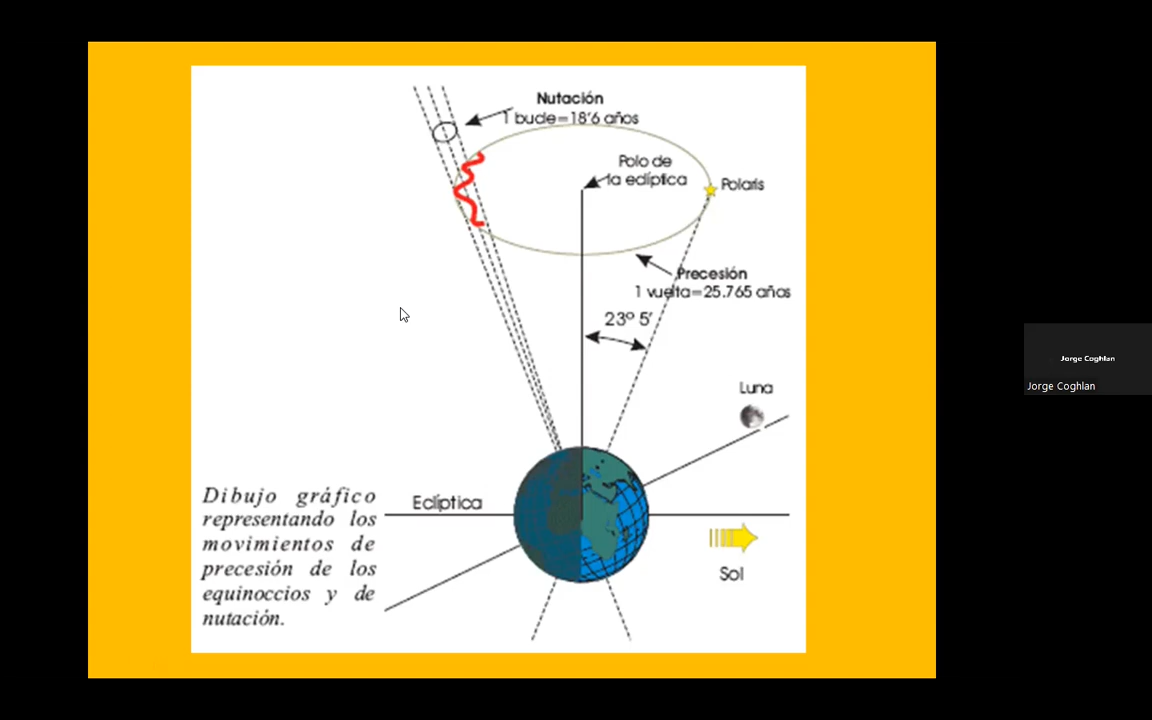 Nutación
1 bucle=18'6 años
Polo de
la eclíptica
Polaris
Precesión
1 vuelta=25.765 años
23º 5'
Luna
Eclíptica
Sol
Dibujo gráfico
representando los
movimientos de
precesión de los
equinoccios y de
nutación.
Jorge Coghlan
Jorge Coghlan